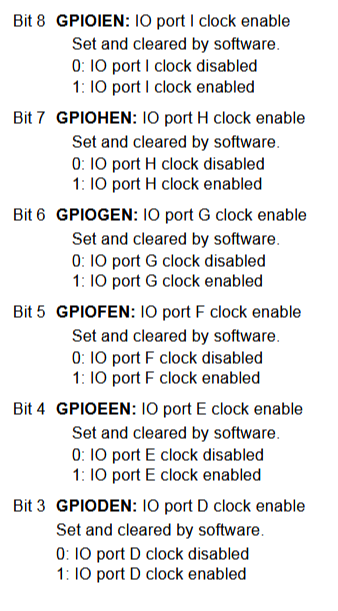 Bit 8 GPIOIEN: IO port I clock enable
Set and cleared by software.
0: IO port I clock disabled
1: IO port I clock enabled
Bit 7 GPIOHEN: IO port H clock enable
Set and cleared by software.
0: IO port H clock disabled
1: IO port H clock enabled
Bit 6 GPIOGEN: IO port G clock enable
Set and cleared by software.
0: IO port G clock disabled
1: IO port G clock enabled
Bit 5 GPIOFEN: IO port F clock enable
Set and cleared by software.
0: IO port F clock disabled
1: IO port F clock enabled
Bit 4 GPIOEEN: IO port E clock enable
Set and cleared by software.
0: IO port E clock disabled
1: IO port E clock enabled
Bit 3 GPIODEN: IO port D clock enable
Set and cleared by software.
0: IO port D clock disabled
1: IO port D clock enabled